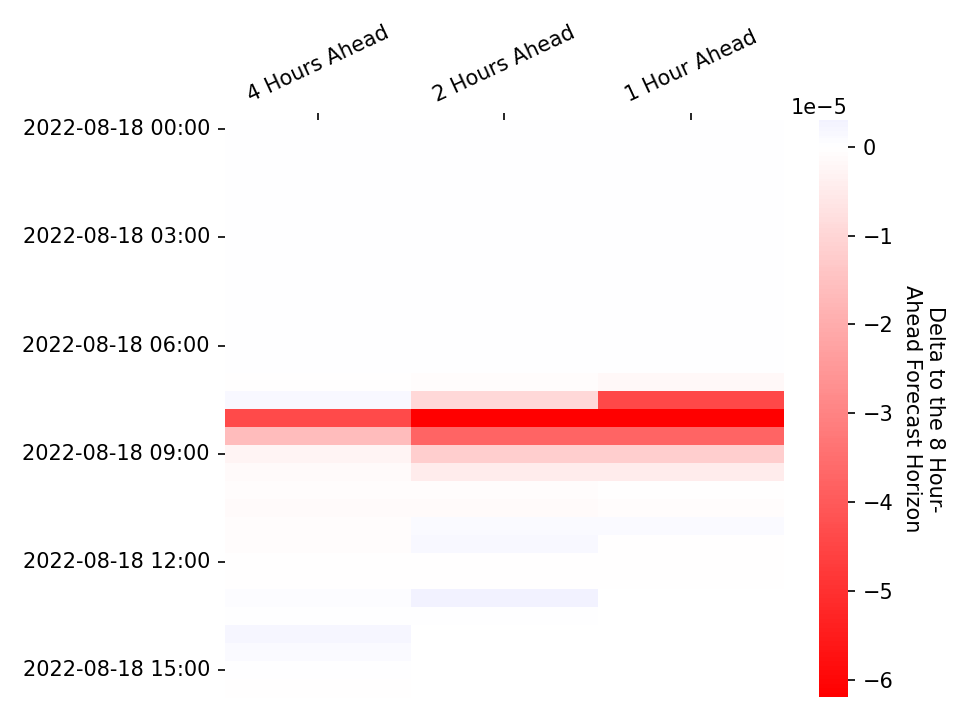 4 Hours Ahead
2 Hours Ahead
1 Hour Ahead
1e−5
2022-08-18 00:00
2022-08-18 03:00
2022-08-18 06:00
2022-08-18 09:00
2022-08-18 12:00
2022-08-18 15:00
0
−1
−2
−3
−4
−5
−6
Delta to the 8 Hour-
Ahead Forecast Horizon